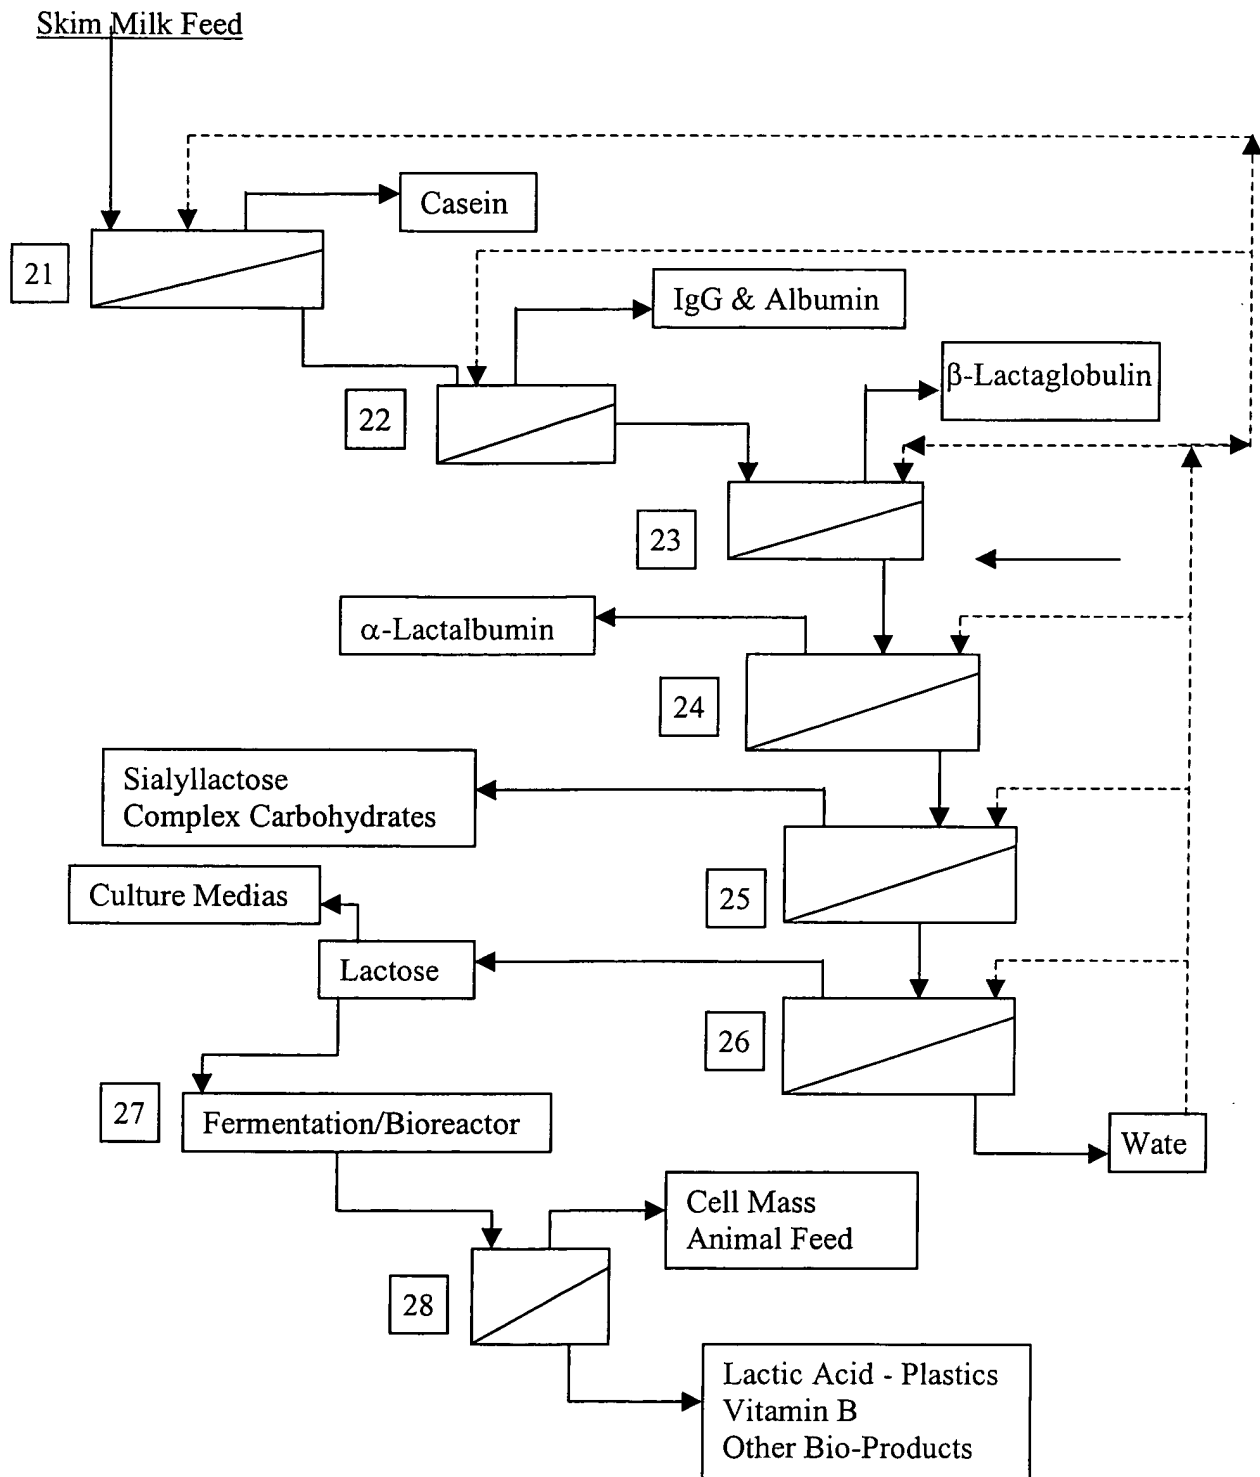 Skim Milk Feed
Casein
21
IgG & Albumin
β-Lactaglobulin
22
23
α-Lactalbumin
24
Sialyllactose
Complex Carbohydrates
Culture Medias
25
Lactose
26
27
Fermentation/Bioreactor
Wate
Cell Mass
Animal Feed
28
Lactic Acid - Plastics
Vitamin B
Other Bio-Products